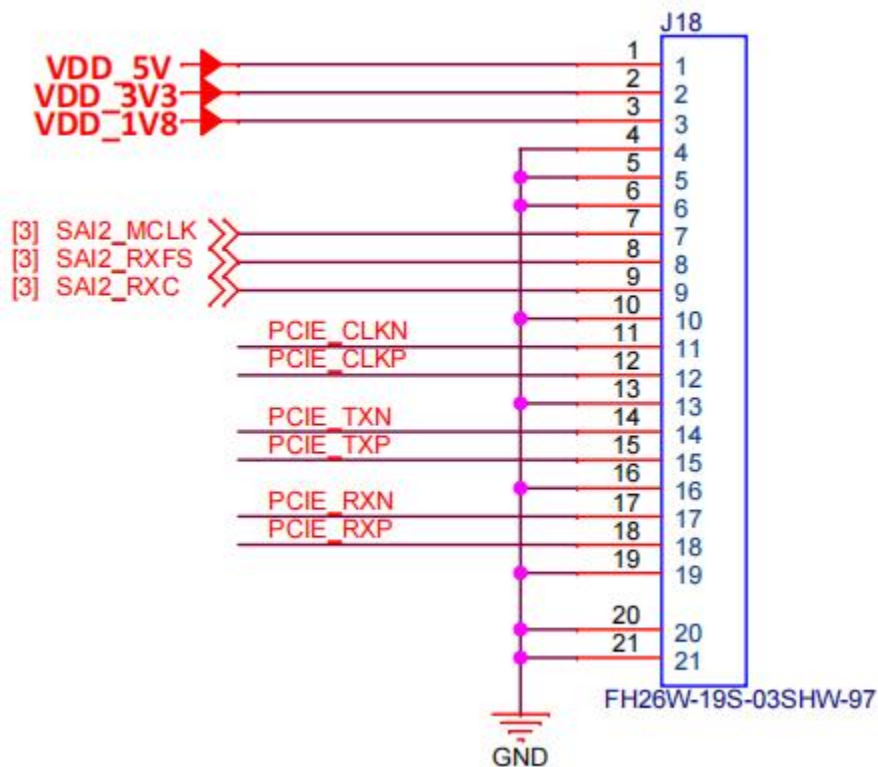 J18
VDD_5V 1 1
VDD_3V3 2 2
VDD_1V8 3 3
4 4
5 5
6 6
[3] SAI2_MCLK 7 7
[3] SAI2_RXFS 8 8
[3] SAI2_RXC 9 9
10 10
PCIE_CLKN 11 11
PCIE_CLKP 12 12
13 13
PCIE_TXN 14 14
PCIE_TXP 15 15
16 16
PCIE_RXN 17 17
PCIE_RXP 18 18
19 19
20 20
21 21
FH26W-19S-03SHW-97
GND